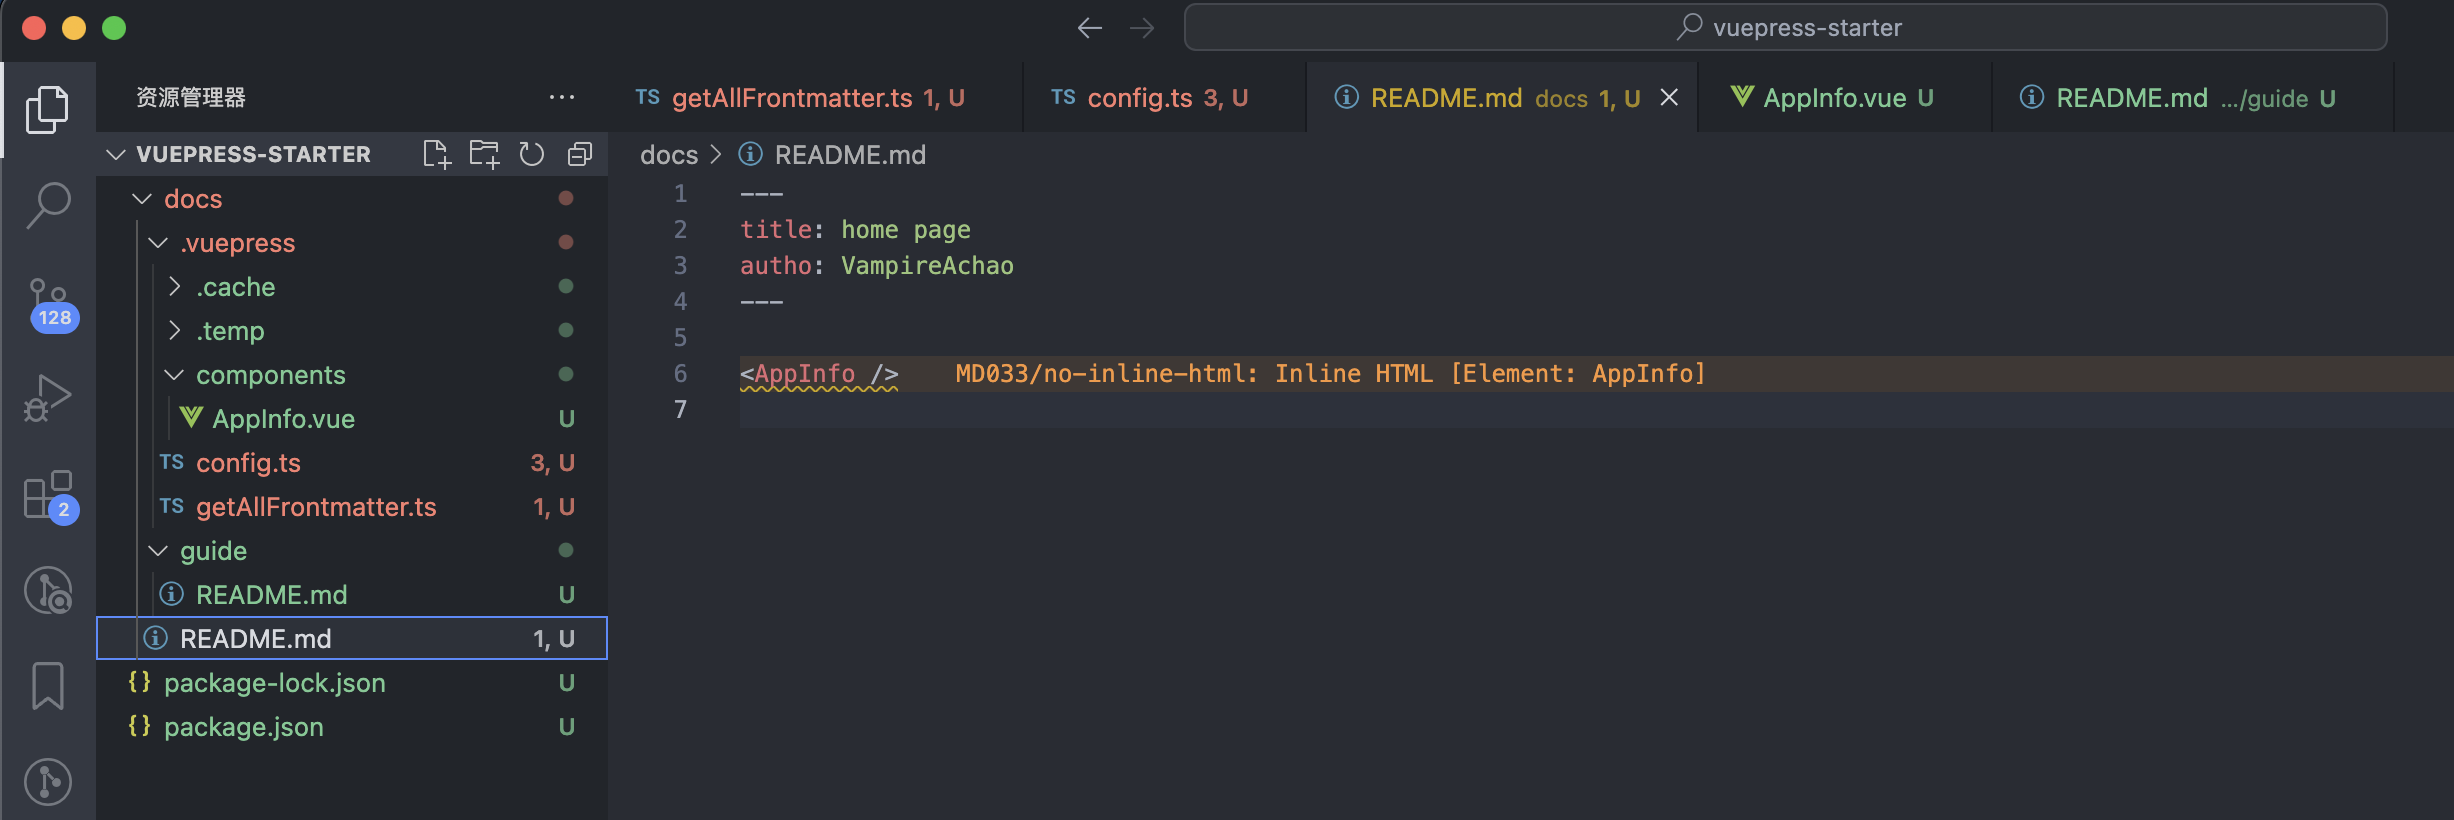 vuepress-starter
资源管理器
TS getAllFrontmatter.ts 1, U
TS config.ts 3, U
README.md docs 1, U
AppInfo.vue U
README.md .../guide U
VUEPRESS-STARTER
docs
.vuepress
.cache
.temp
components
AppInfo.vue U
TS config.ts 3, U
TS getAllFrontmatter.ts 1, U
guide
README.md U
README.md 1, U
{} package-lock.json U
{} package.json U
128
2
docs > README.md
1 ---
2 title: home page
3 autho: VampireAchao
4 ---
5
6 <AppInfo /> MD033/no-inline-html: Inline HTML [Element: AppInfo]
7